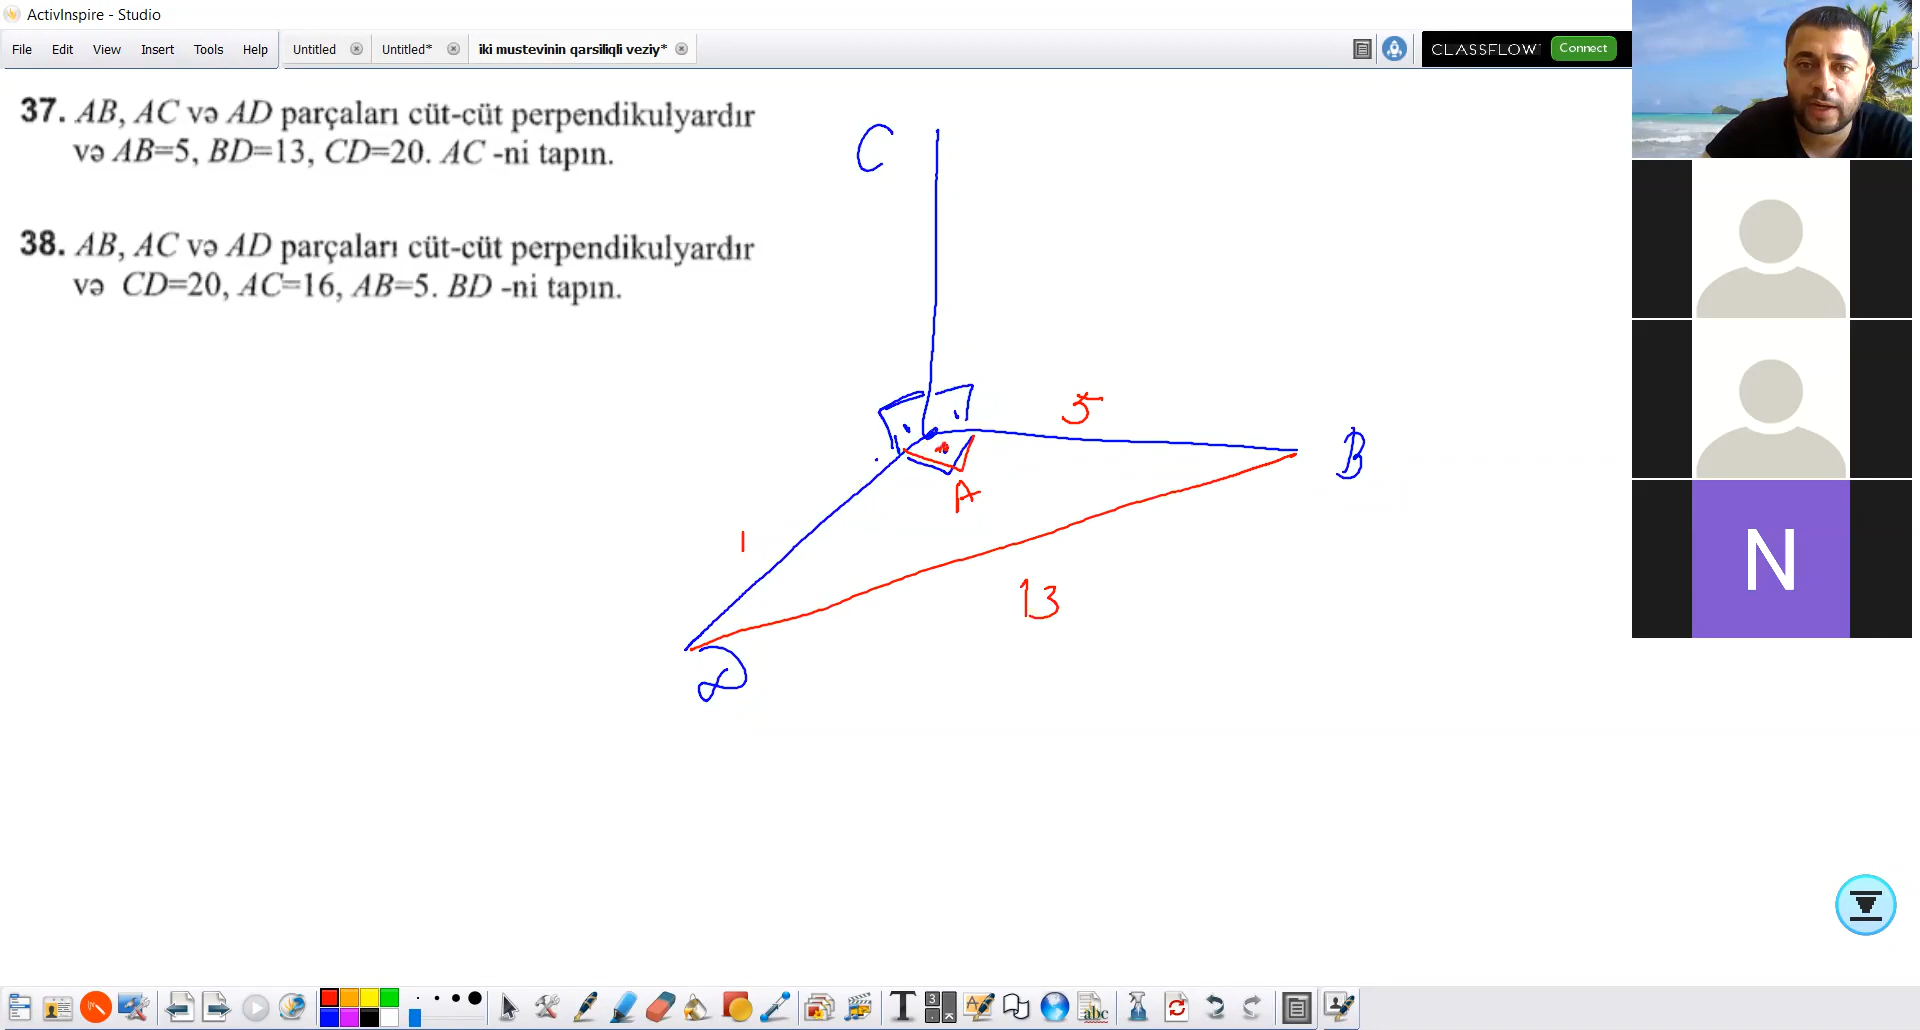 ActivInspire - Studio
File Edit View Insert Tools Help
Untitled Untitled* iki mustevinin qarsiliqli veziy*
CLASSFLOW Connect
37. AB, AC və AD parçaları cüt-cüt perpendikulyardır
və AB=5, BD=13, CD=20. AC -ni tapın.
38. AB, AC və AD parçaları cüt-cüt perpendikulyardır
və CD=20, AC=16, AB=5. BD -ni tapın.
C
5
B
A
1
13
D
N